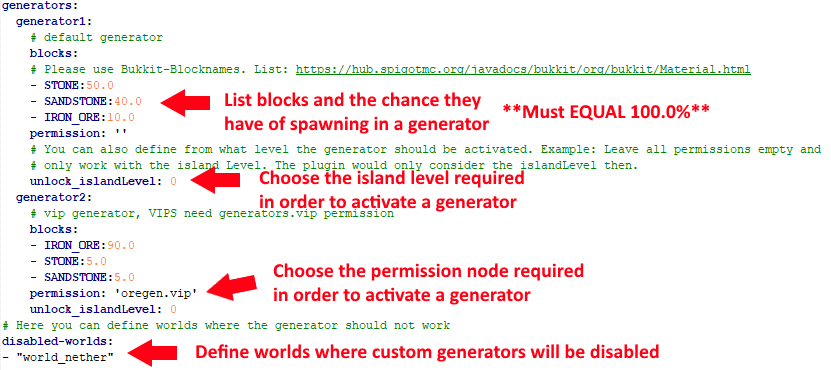 generators:
generator1:
# default generator
blocks:
# Please use Bukkit-Blocknames. List: https://hub.spigotmc.org/javadocs/bukkit/org/bukkit/Material.html
- STONE:50.0
- SANDSTONE:40.0
- IRON_ORE:10.0
List blocks and the chance they
have of spawning in a generator
**Must EQUAL 100.0%**
permission: ''
# You can also define from what level the generator should be activated. Example: Leave all permissions empty and
# only work with the island Level. The plugin would only consider the islandLevel then.
unlock_islandLevel: 0
Choose the island level required
in order to activate a generator
generator2:
# vip generator, VIPS need generators.vip permission
blocks:
- IRON_ORE:90.0
- STONE:5.0
- SANDSTONE:5.0
permission: 'oregen.vip'
Choose the permission node required
in order to activate a generator
unlock_islandLevel: 0
# Here you can define worlds where the generator should not work
disabled-worlds:
- "world_nether"
Define worlds where custom generators will be disabled